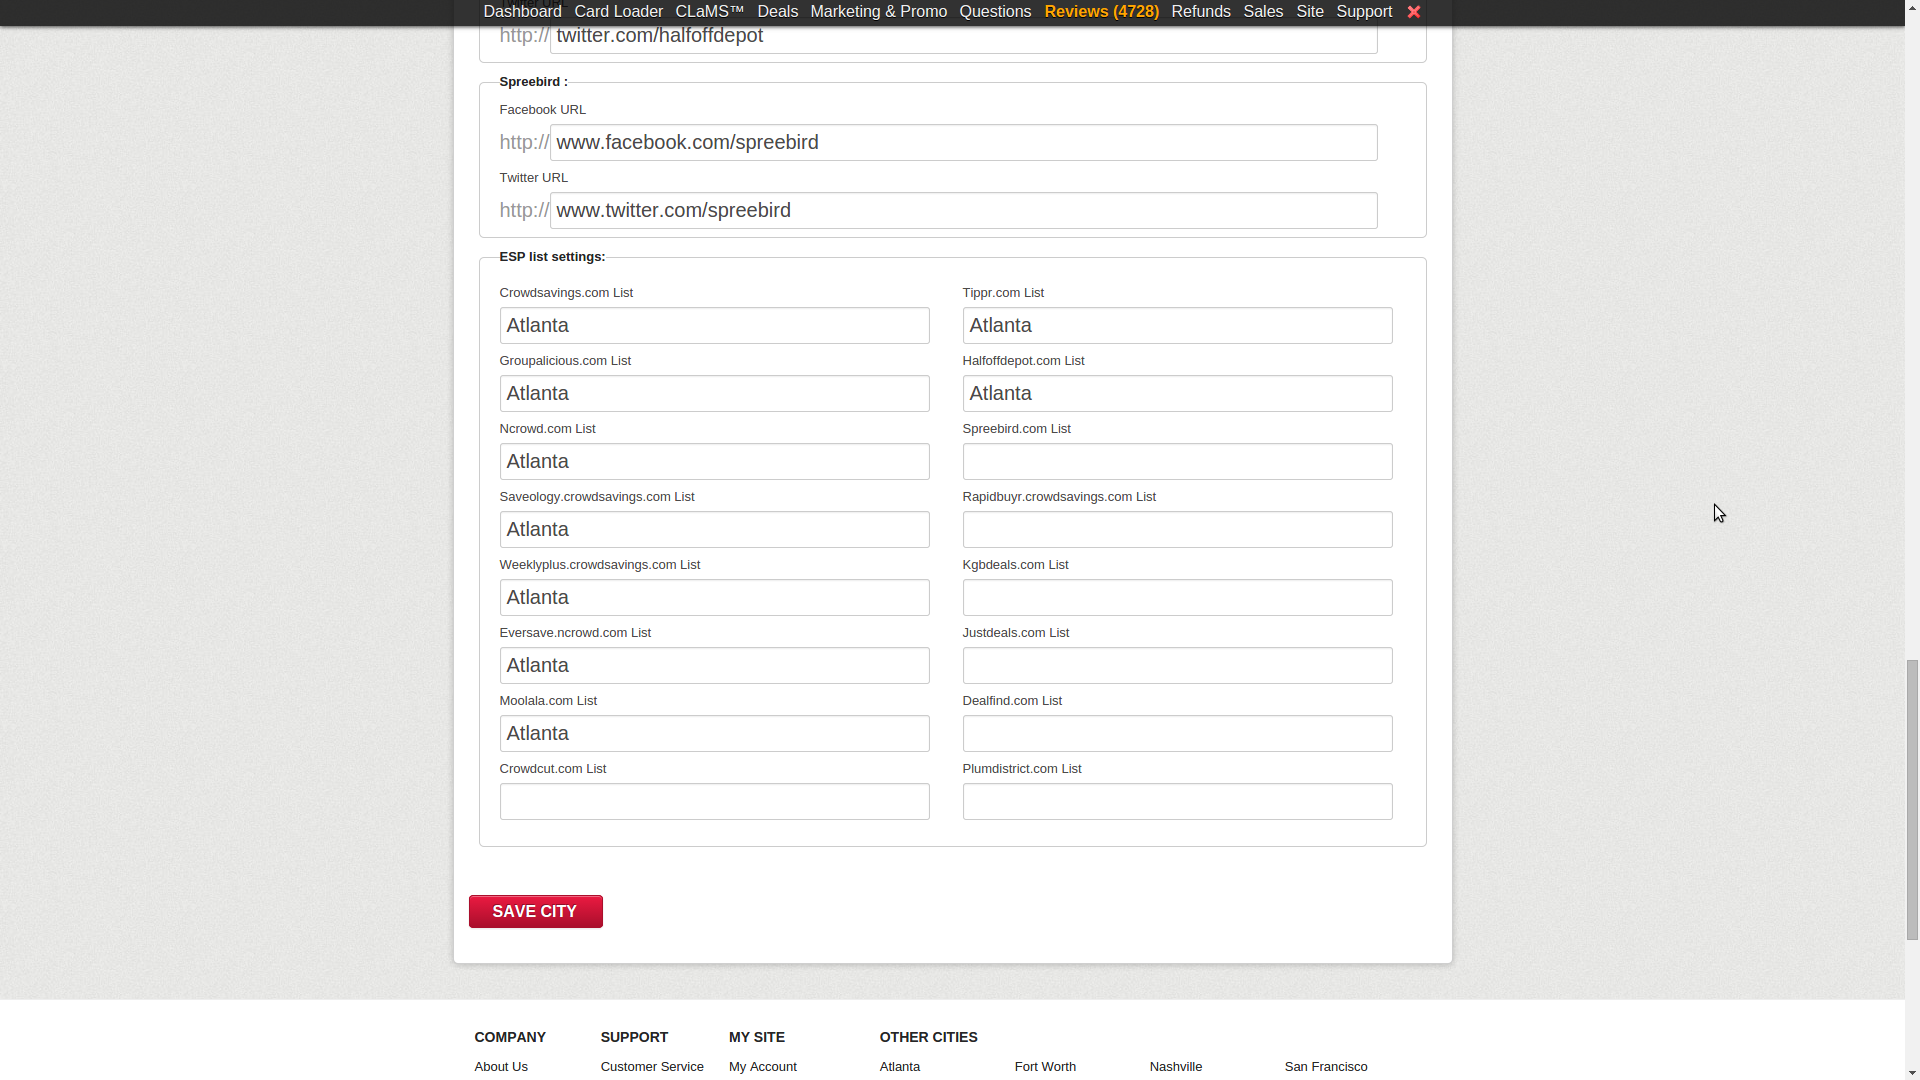 Dashboard Card Loader CLaMS™ Deals Marketing & Promo Questions Reviews (4728) Refunds Sales Site Support
Twitter URL
http:// twitter.com/halfoffdepot
Spreebird :
Facebook URL
http:// www.facebook.com/spreebird
Twitter URL
http:// www.twitter.com/spreebird
ESP list settings:
Crowdsavings.com List Tippr.com List
Atlanta Atlanta
Groupalicious.com List Halfoffdepot.com List
Atlanta Atlanta
Ncrowd.com List Spreebird.com List
Atlanta
Saveology.crowdsavings.com List Rapidbuyr.crowdsavings.com List
Atlanta
Weeklyplus.crowdsavings.com List Kgbdeals.com List
Atlanta
Eversave.ncrowd.com List Justdeals.com List
Atlanta
Moolala.com List Dealfind.com List
Atlanta
Crowdcut.com List Plumdistrict.com List
SAVE CITY
COMPANY SUPPORT MY SITE OTHER CITIES
About Us Customer Service My Account Atlanta Fort Worth Nashville San Francisco